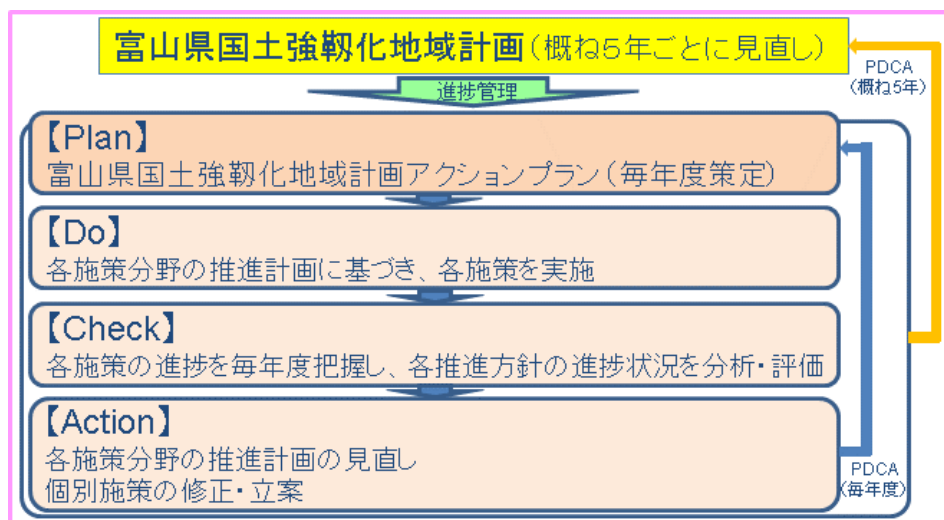 富山県国土強靱化地域計画(概ね5年ごとに見直し)
PDCA
(概ね5年)
進捗管理
【Plan】
富山県国土強靱化地域計画アクションプラン(毎年度策定)
【Do】
各施策分野の推進計画に基づき、各施策を実施
【Check】
各施策の進捗を毎年度把握し、各推進方針の進捗状況を分析・評価
【Action】
各施策分野の推進計画の見直し
個別施策の修正・立案
PDCA
(毎年度)